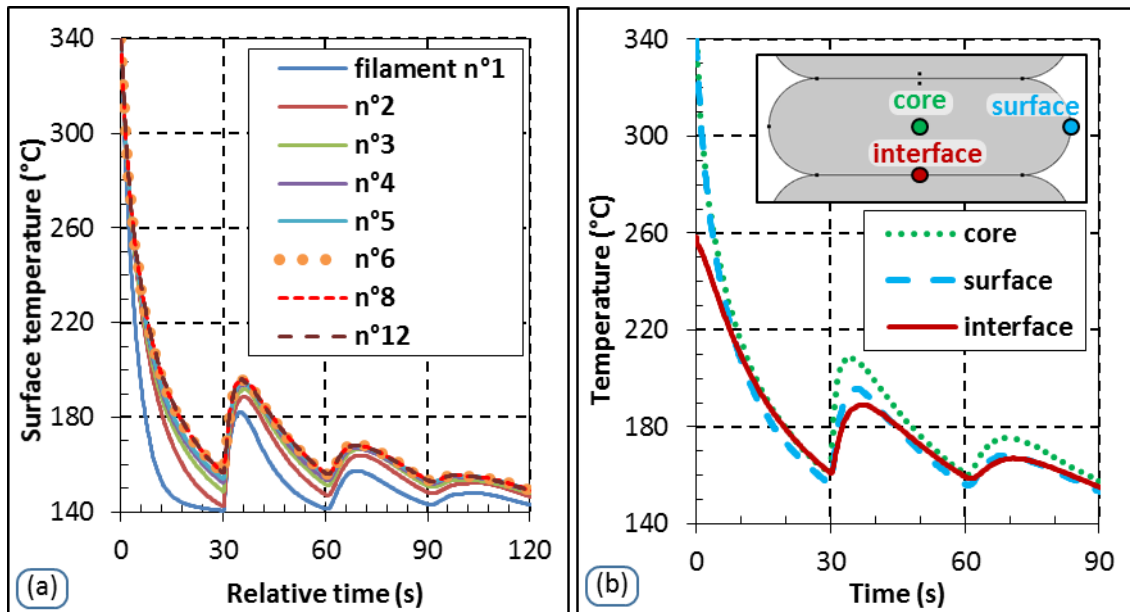 340
300
260
220
180
140
Surface temperature (°C)
filament n°1
n°2
n°3
n°4
n°5
n°6
n°8
n°12
0
30
60
90
120
Relative time (s)
(a)
340
300
260
220
180
140
Temperature (°C)
core
surface
interface
core
surface
interface
0
30
60
90
Time (s)
(b)